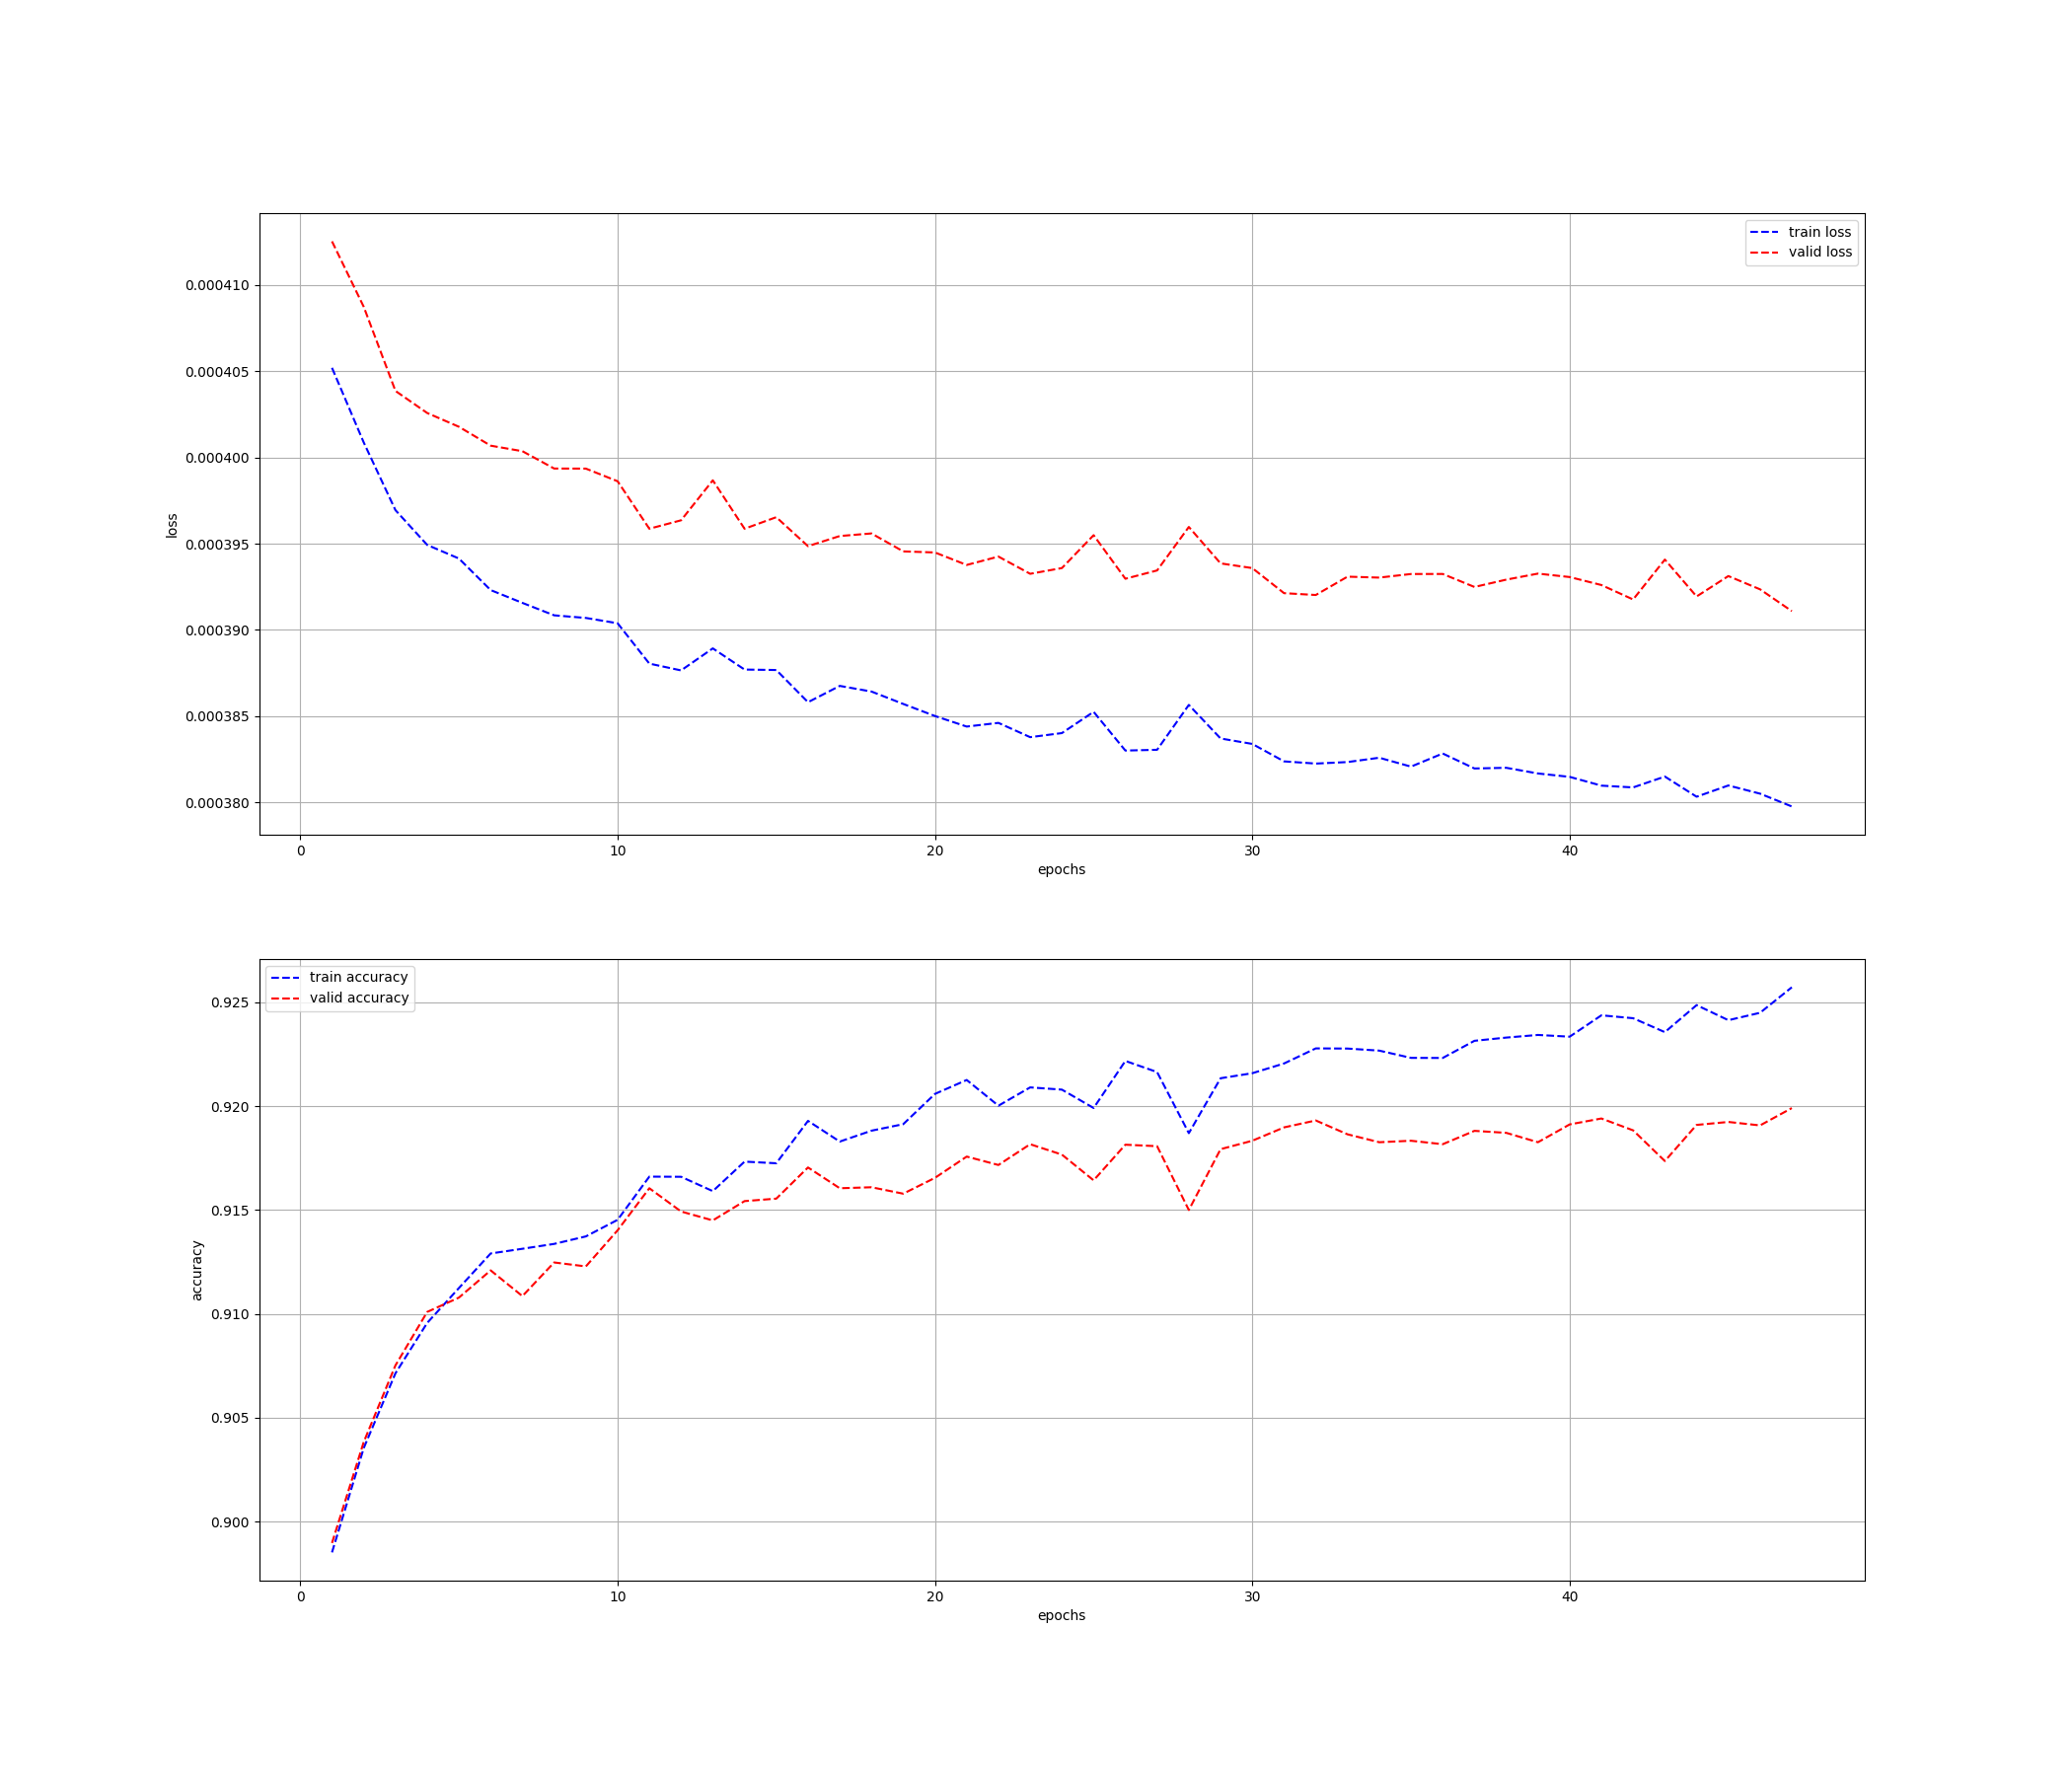 train loss
valid loss
0.000410
0.000405
0.000400
0.000395
0.000390
0.000385
0.000380
loss
0 10 20 30 40
epochs
train accuracy
valid accuracy
0.925
0.920
0.915
0.910
0.905
0.900
accuracy
0 10 20 30 40
epochs